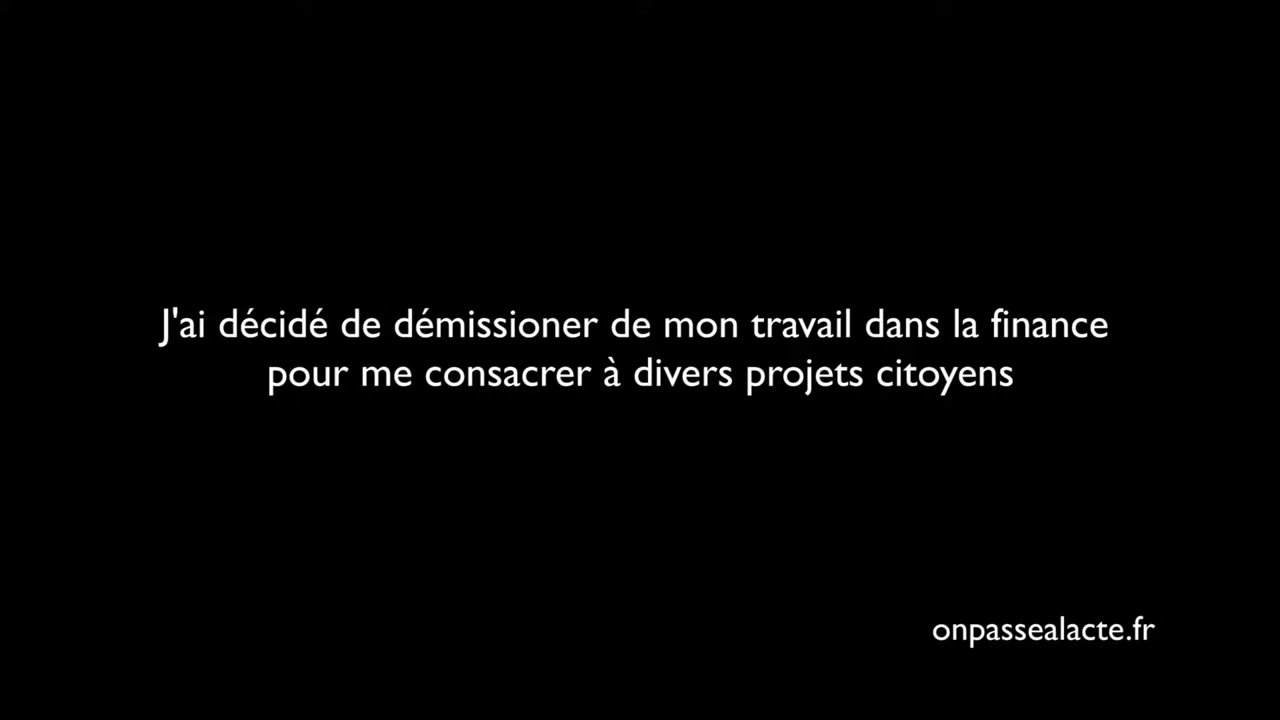 J'ai décidé de démissioner de mon travail dans la finance
pour me consacrer à divers projets citoyens
onpassealacte.fr